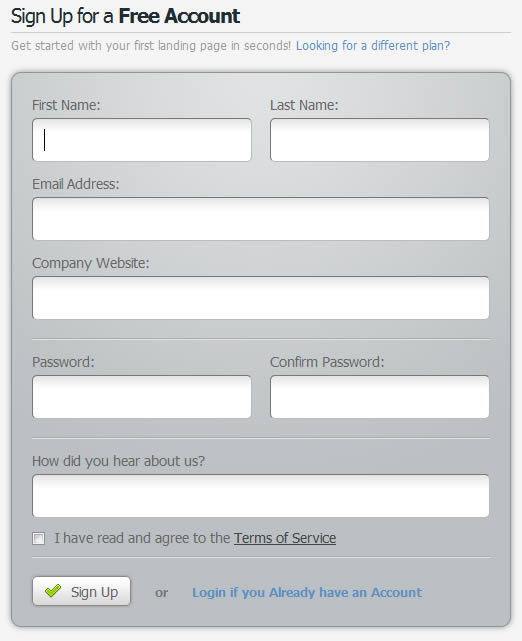 Sign Up for a Free Account
Get started with your first landing page in seconds! Looking for a different plan?
First Name: Last Name:
Email Address:
Company Website:
Password: Confirm Password:
How did you hear about us?
I have read and agree to the Terms of Service
Sign Up or Login if you Already have an Account